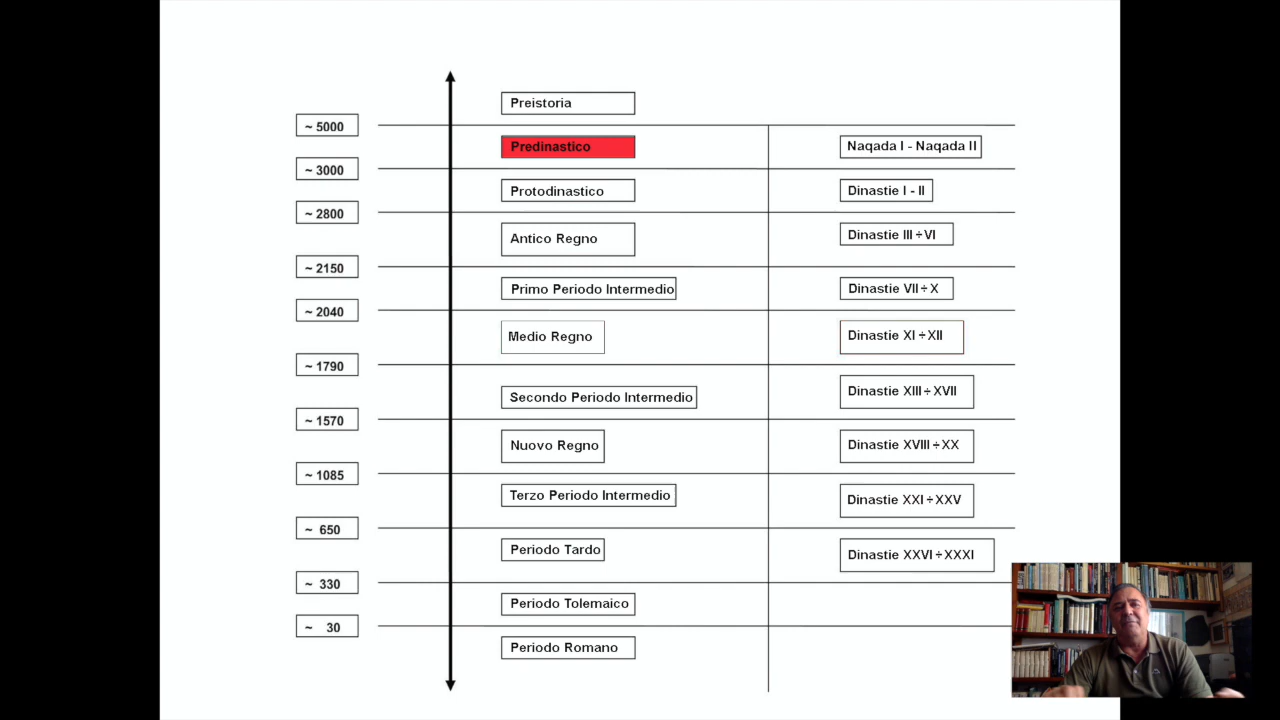 Preistoria
~ 5000
Predinastico
Naqada I - Naqada II
~ 3000
Protodinastico
Dinastie I - II
~ 2800
Antico Regno
Dinastie III ÷ VI
~ 2150
Primo Periodo Intermedio
Dinastie VII ÷ X
~ 2040
Medio Regno
Dinastie XI ÷ XII
~ 1790
Secondo Periodo Intermedio
Dinastie XIII ÷ XVII
~ 1570
Nuovo Regno
Dinastie XVIII ÷ XX
~ 1085
Terzo Periodo Intermedio
Dinastie XXI ÷ XXV
~ 650
Periodo Tardo
Dinastie XXVI ÷ XXXI
~ 330
Periodo Tolemaico
~ 30
Periodo Romano